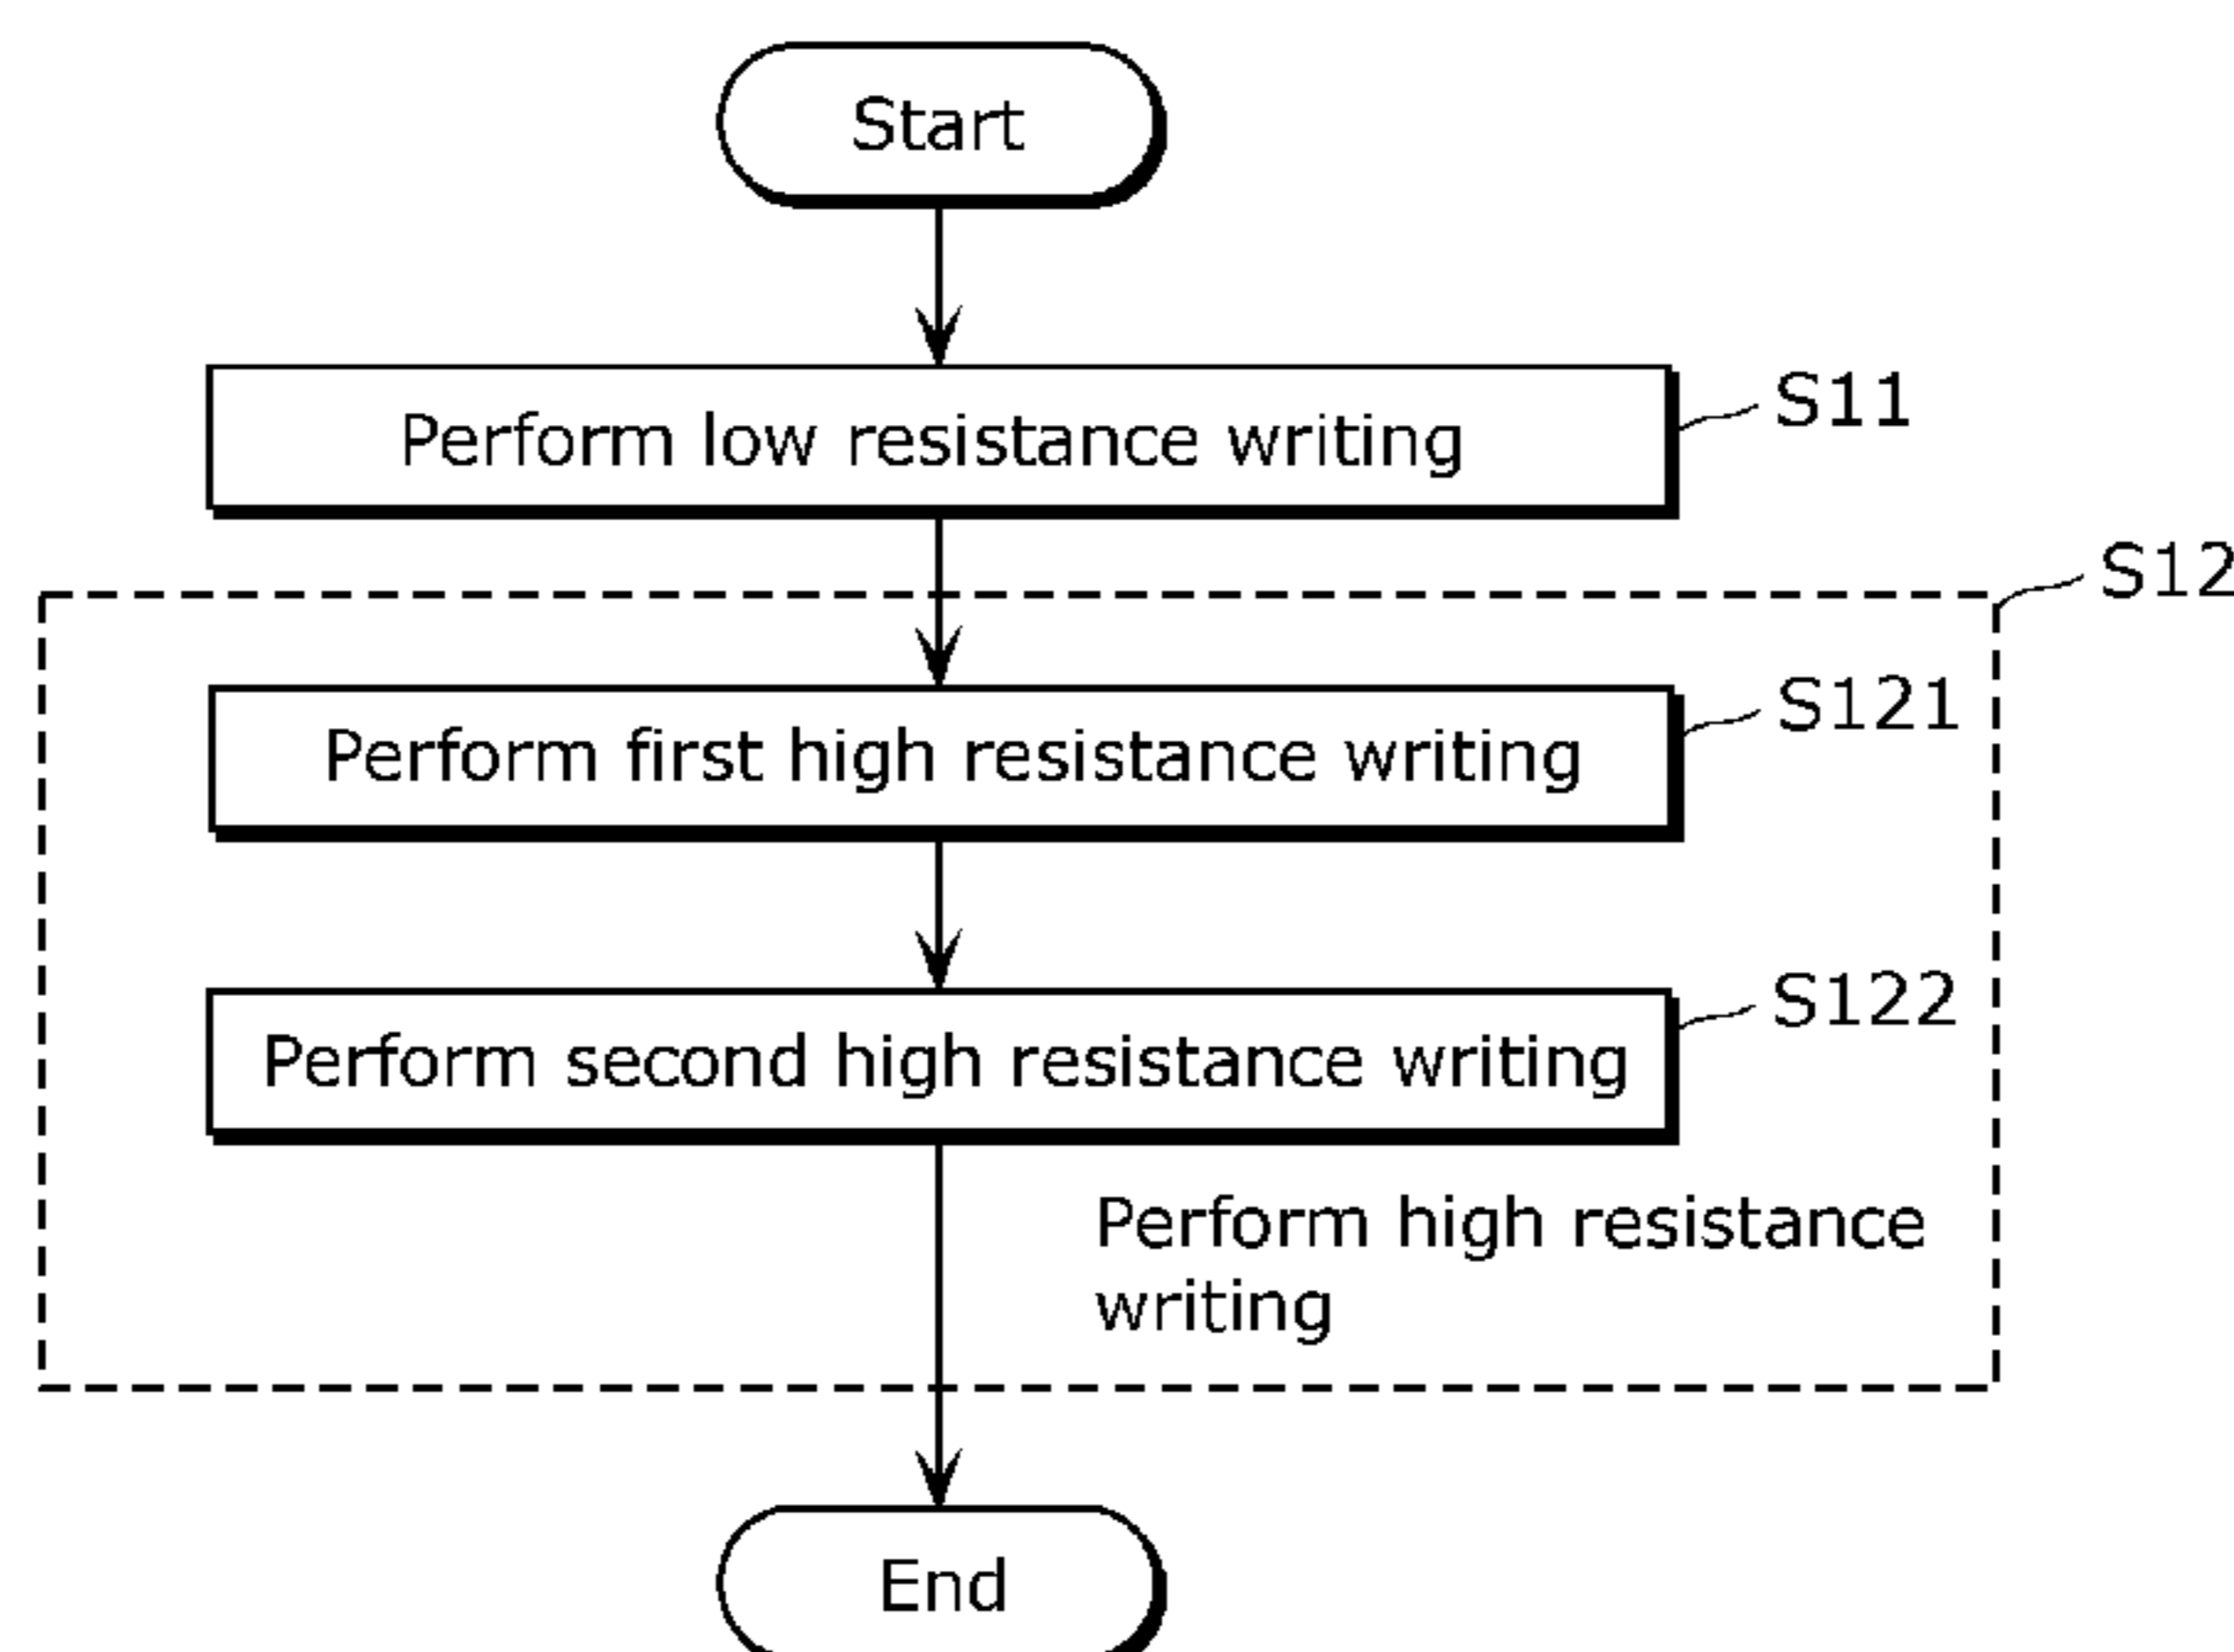 Start
Perform low resistance writing
S11
S12
Perform first high resistance writing
S121
Perform second high resistance writing
S122
Perform high resistance
writing
End